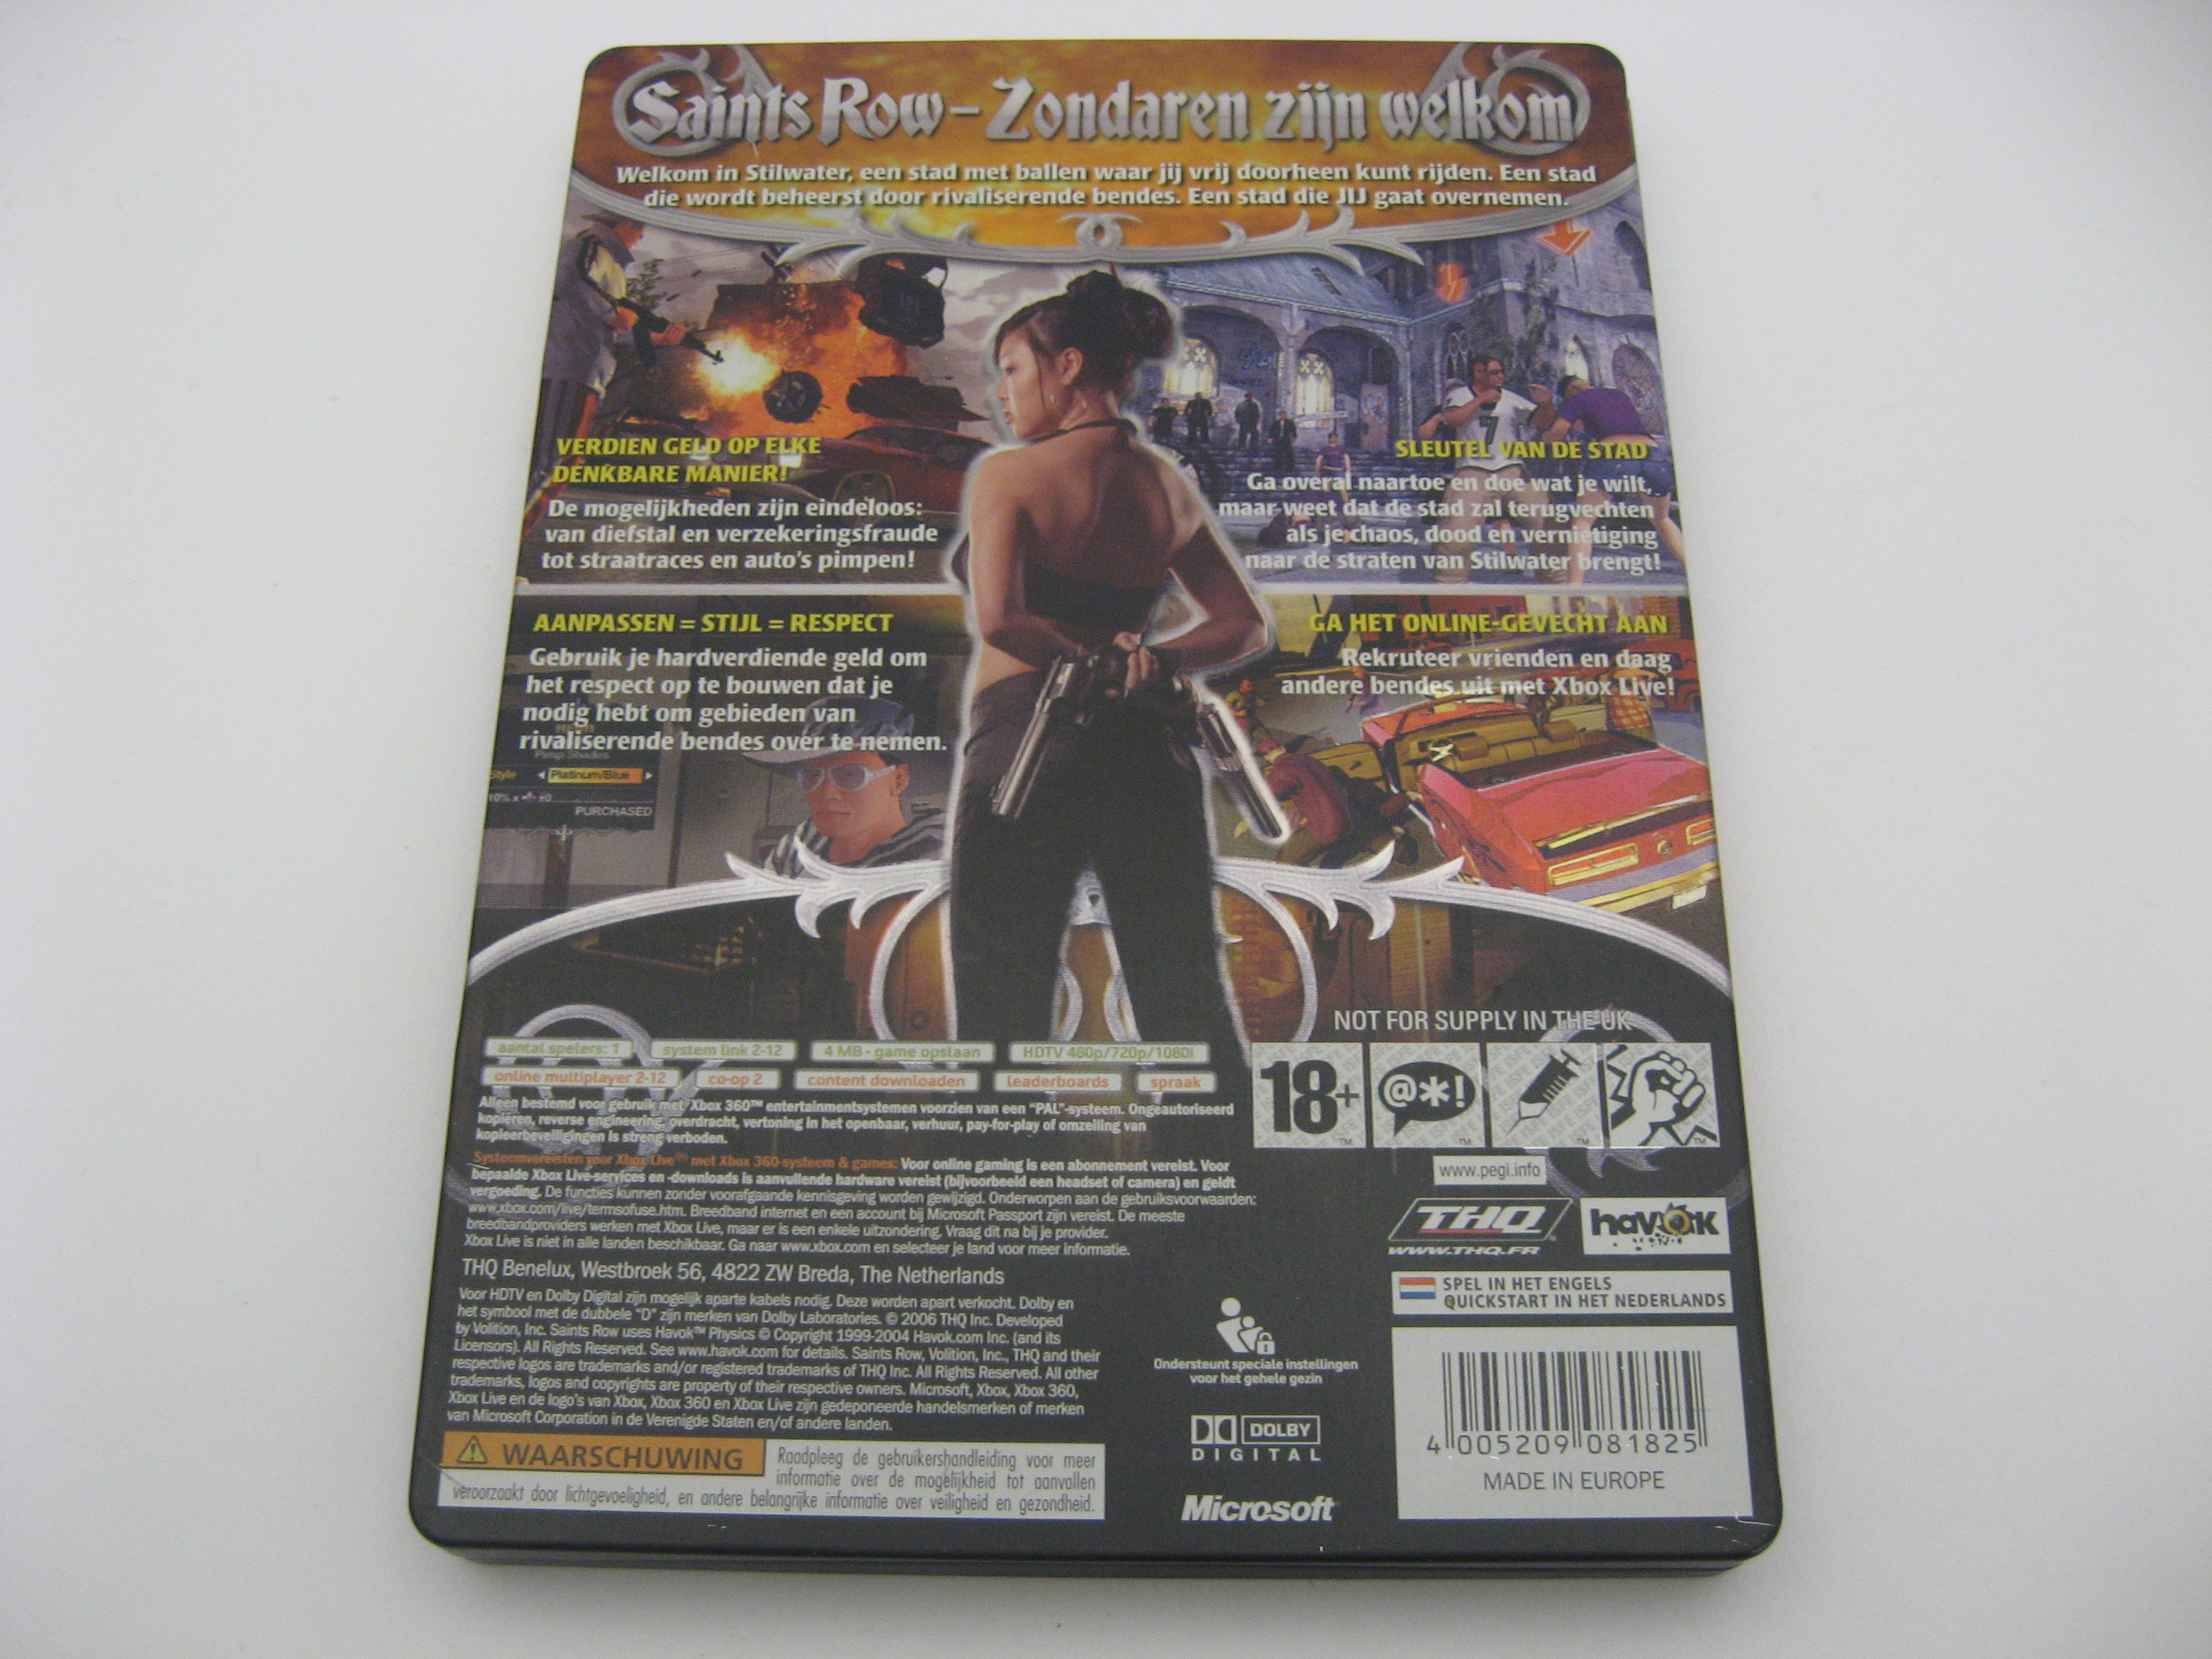 Saints Row – Zondaren zijn welkom
Welkom in Stilwater, een stad met ballen waar jij vrij doorheen kunt rijden. Een stad
die wordt beheerst door rivaliserende bendes. Een stad die JIJ gaat overnemen.
VERDIEN GELD OP ELKE
DENKBARE MANIER!
De mogelijkheden zijn eindeloos:
van diefstal en verzekeringsfraude
tot straatraces en auto's pimpen!
SLEUTEL VAN DE STAD
Ga overal naartoe en doe wat je wilt,
maar weet dat de stad zal terugvechten
als je chaos, dood en vernietiging
naar de straten van Stilwater brengt!
7
AANPASSEN = STIJL = RESPECT
Gebruik je hardverdiende geld om
het respect op te bouwen dat je
nodig hebt om gebieden van
rivaliserende bendes over te nemen.
Pimp Shades
Style
Platinum/Blue
PURCHASED
GA HET ONLINE-GEVECHT AAN
Rekruteer vrienden en daag
andere bendes uit met Xbox Live!
NOT FOR SUPPLY IN THE UK
aantal spelers: 1
system link 2-12
4 MB - game opslaan
HDTV 480p/720p/1080i
online multiplayer 2-12
co-op 2
content downloaden
leaderboards
spraak
18+
@*!
Alleen bestemd voor gebruik met Xbox 360™ entertainmentsystemen voorzien van een "PAL"-systeem. Ongeautoriseerd
kopiëren, reverse engineering, overdracht, vertoning in het openbaar, verhuur, pay-for-play of omzeiling van
kopieerbeveiligingen is streng verboden.
Systeemvereisten voor Xbox Live® met Xbox 360-systeem & games: Voor online gaming is een abonnement vereist. Voor
bepaalde Xbox Live-services en -downloads is aanvullende hardware vereist (bijvoorbeeld een headset of camera) en geldt
vergoeding. De functies kunnen zonder voorafgaande kennisgeving worden gewijzigd. Onderworpen aan de gebruiksvoorwaarden:
www.xbox.com/live/termsofuse.htm. Breedband internet en een account bij Microsoft Passport zijn vereist. De meeste
breedbandproviders werken met Xbox Live, maar er is een enkele uitzondering. Vraag dit na bij je provider.
Xbox Live is niet in alle landen beschikbaar. Ga naar www.xbox.com en selecteer je land voor meer informatie.
www.pegi.info
THQ
WWW.THQ.FR
havok
THQ Benelux, Westbroek 56, 4822 ZW Breda, The Netherlands
Voor HDTV en Dolby Digital zijn mogelijk aparte kabels nodig. Deze worden apart verkocht. Dolby en
het symbool met de dubbele "D" zijn merken van Dolby Laboratories. © 2006 THQ Inc. Developed
by Volition, Inc. Saints Row uses Havok™ Physics © Copyright 1999-2004 Havok.com Inc. (and its
Licensors). All Rights Reserved. See www.havok.com for details. Saints Row, Volition, Inc., THQ and their
respective logos are trademarks and/or registered trademarks of THQ Inc. All Rights Reserved. All other
trademarks, logos and copyrights are property of their respective owners. Microsoft, Xbox, Xbox 360,
Xbox Live en de logo's van Xbox, Xbox 360 en Xbox Live zijn gedeponeerde handelsmerken of merken
van Microsoft Corporation in de Verenigde Staten en/of andere landen.
SPEL IN HET ENGELS
QUICKSTART IN HET NEDERLANDS
Ondersteunt speciale instellingen
voor het gehele gezin
DOLBY
DIGITAL
Microsoft
4 005209 081825
MADE IN EUROPE
WAARSCHUWING
Raadpleeg de gebruikershandleiding voor meer
informatie over de mogelijkheid tot aanvallen
veroorzaakt door lichtgevoeligheid, en andere belangrijke informatie over veiligheid en gezondheid.